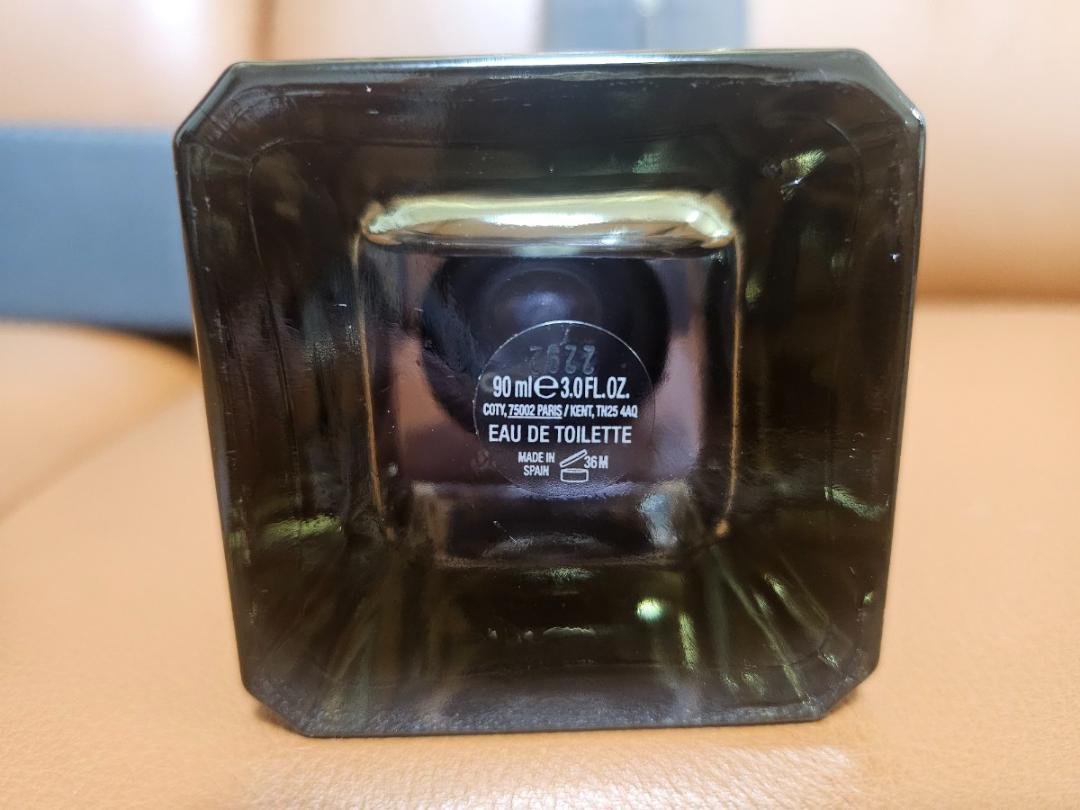 90 ml e 3.0 FL.OZ.
COTY, 75002 PARIS / KENT, TN25 4AQ
EAU DE TOILETTE
MADE IN
SPAIN
36 M